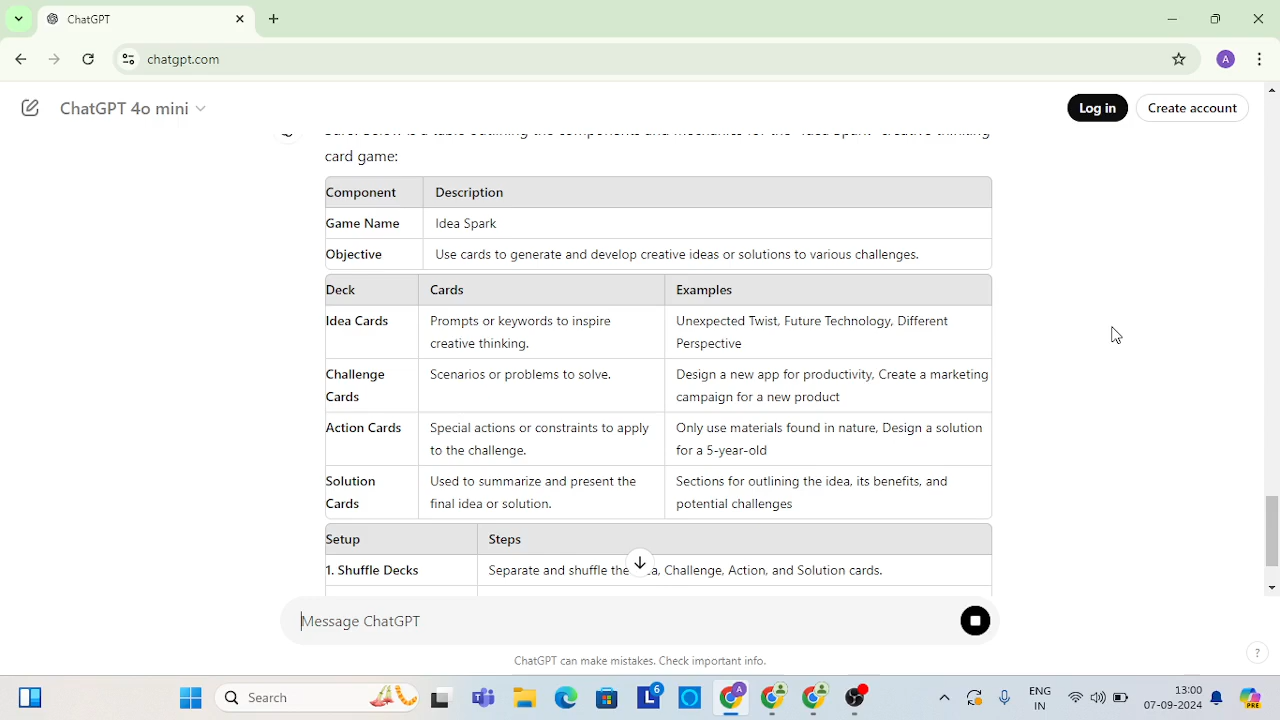 ChatGPT
chatgpt.com
A
ChatGPT 4o mini
Log in
Create account
card game:
Component Description
Game Name Idea Spark
Objective Use cards to generate and develop creative ideas or solutions to various challenges.
Deck Cards Examples
Idea Cards Prompts or keywords to inspire creative thinking. Unexpected Twist, Future Technology, Different Perspective
Challenge Cards Scenarios or problems to solve. Design a new app for productivity, Create a marketing campaign for a new product
Action Cards Special actions or constraints to apply to the challenge. Only use materials found in nature, Design a solution for a 5-year-old
Solution Cards Used to summarize and present the final idea or solution. Sections for outlining the idea, its benefits, and potential challenges
Setup Steps
1. Shuffle Decks Separate and shuffle the , Challenge, Action, and Solution cards.
Message ChatGPT
ChatGPT can make mistakes. Check important info.
?
Search
L 6
A
ENG
IN
13:00
07-09-2024
PRE